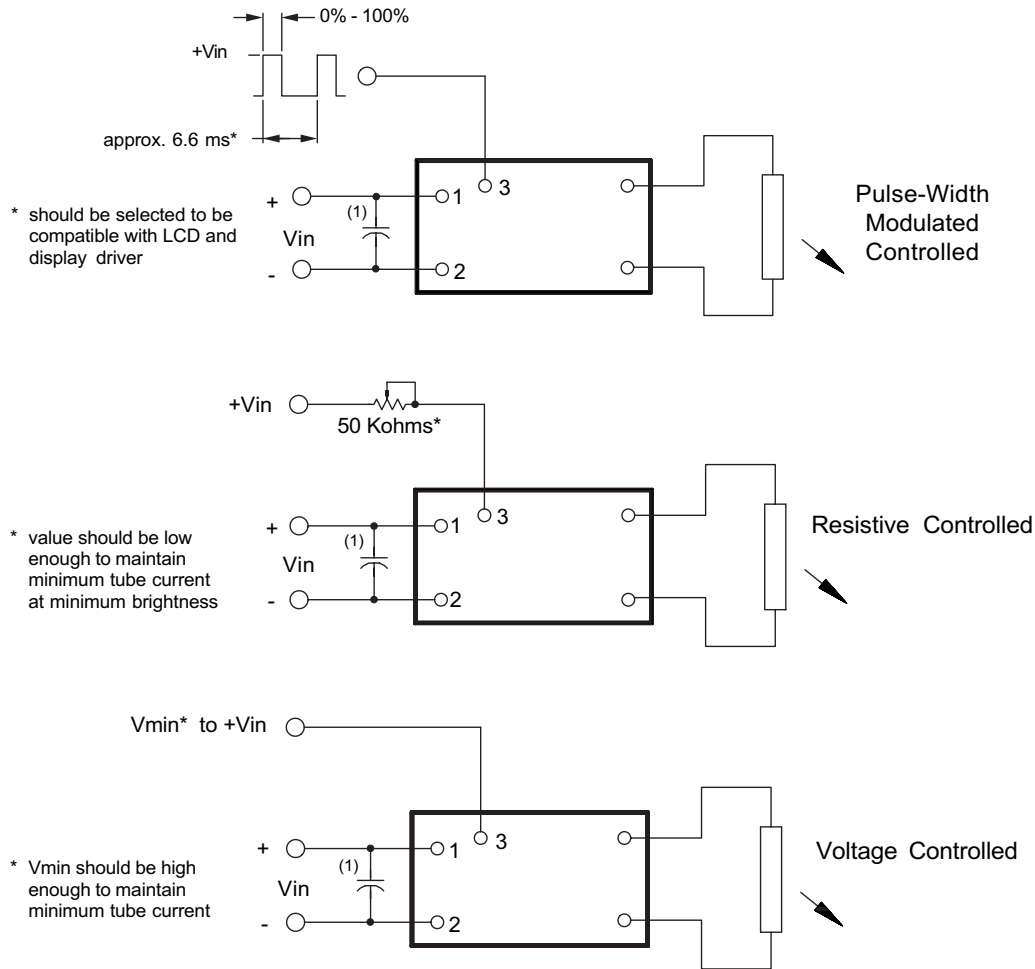 0% - 100%
+Vin
approx. 6.6 ms*
* should be selected to be
compatible with LCD and
display driver
+
(1)
Vin
-
1
3
2
Pulse-Width
Modulated
Controlled
+Vin
50 Kohms*
* value should be low
enough to maintain
minimum tube current
at minimum brightness
+
(1)
Vin
-
1
3
2
Resistive Controlled
Vmin* to +Vin
* Vmin should be high
enough to maintain
minimum tube current
+
(1)
Vin
-
1
3
2
Voltage Controlled